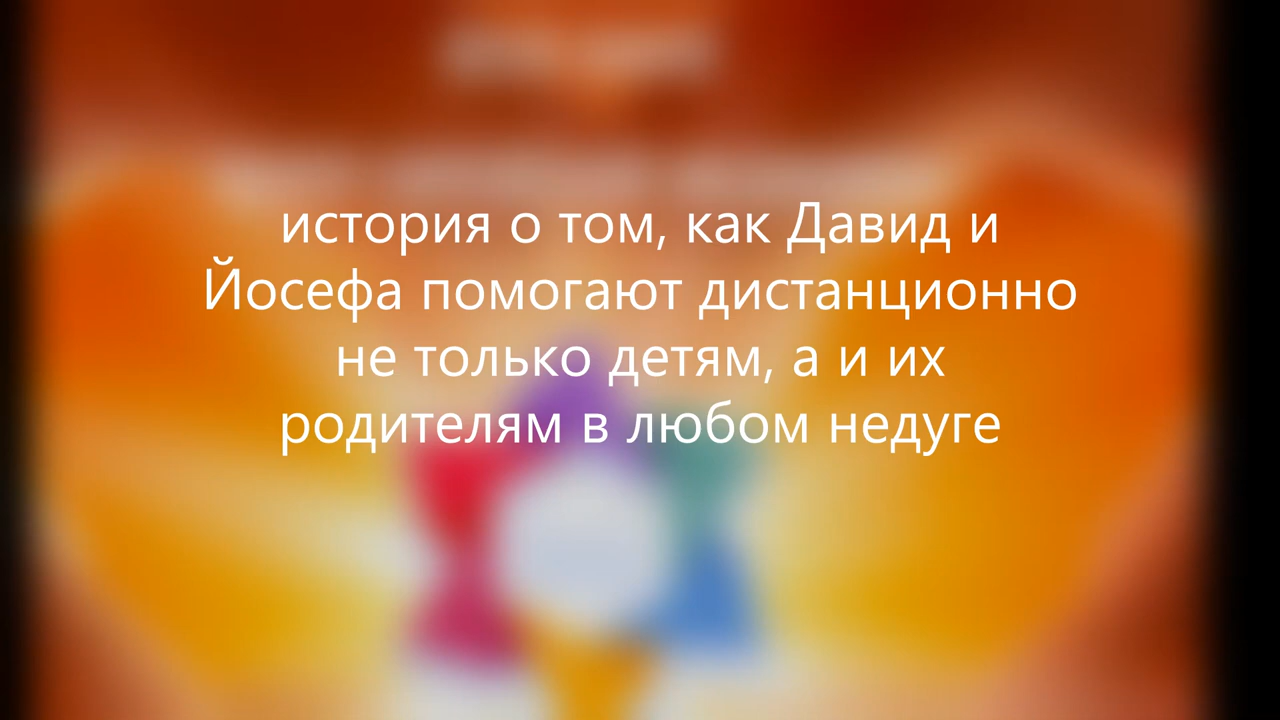 история о том, как Давид и
Йосефа помогают дистанционно
не только детям, а и их
родителям в любом недуге